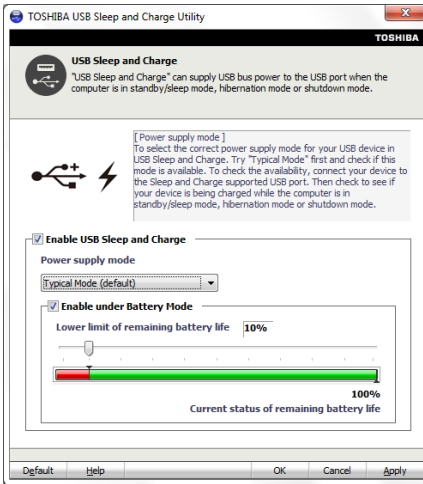 TOSHIBA USB Sleep and Charge Utility
TOSHIBA
USB Sleep and Charge
"USB Sleep and Charge" can supply USB bus power to the USB port when the
computer is in standby/sleep mode, hibernation mode or shutdown mode.
[Power supply mode ]
To select the correct power supply mode for your USB device in
USB Sleep and Charge. Try "Typical Mode" first and check if this
mode is available. To check the availability, connect your device to
the Sleep and Charge supported USB port. Then check to see if
your device is being charged while the computer is in
standby/sleep mode, hibernation mode or shutdown mode.
Enable USB Sleep and Charge
Power supply mode
Typical Mode (default)
Enable under Battery Mode
Lower limit of remaining battery life 10%
100%
Current status of remaining battery life
Default Help OK Cancel Apply